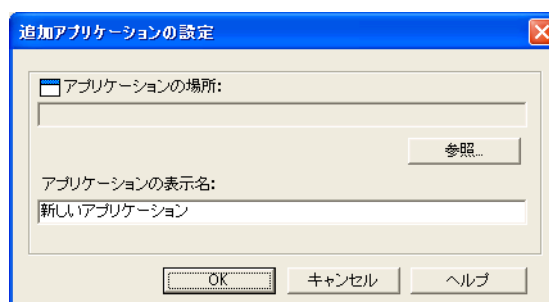 追加アプリケーションの設定
アプリケーションの場所:
参照...
アプリケーションの表示名:
新しいアプリケーション
OK キャンセル ヘルプ